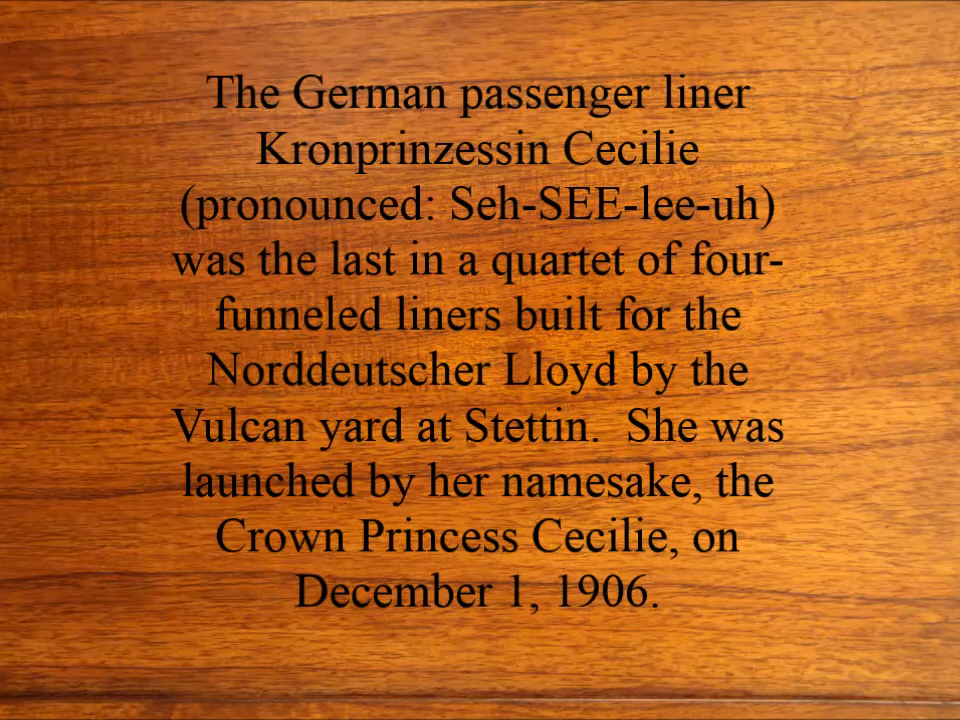 The German passenger liner
Kronprinzessin Cecilie
(pronounced: Seh-SEE-lee-uh)
was the last in a quartet of four-
funneled liners built for the
Norddeutscher Lloyd by the
Vulcan yard at Stettin.  She was
launched by her namesake, the
Crown Princess Cecilie, on
December 1, 1906.